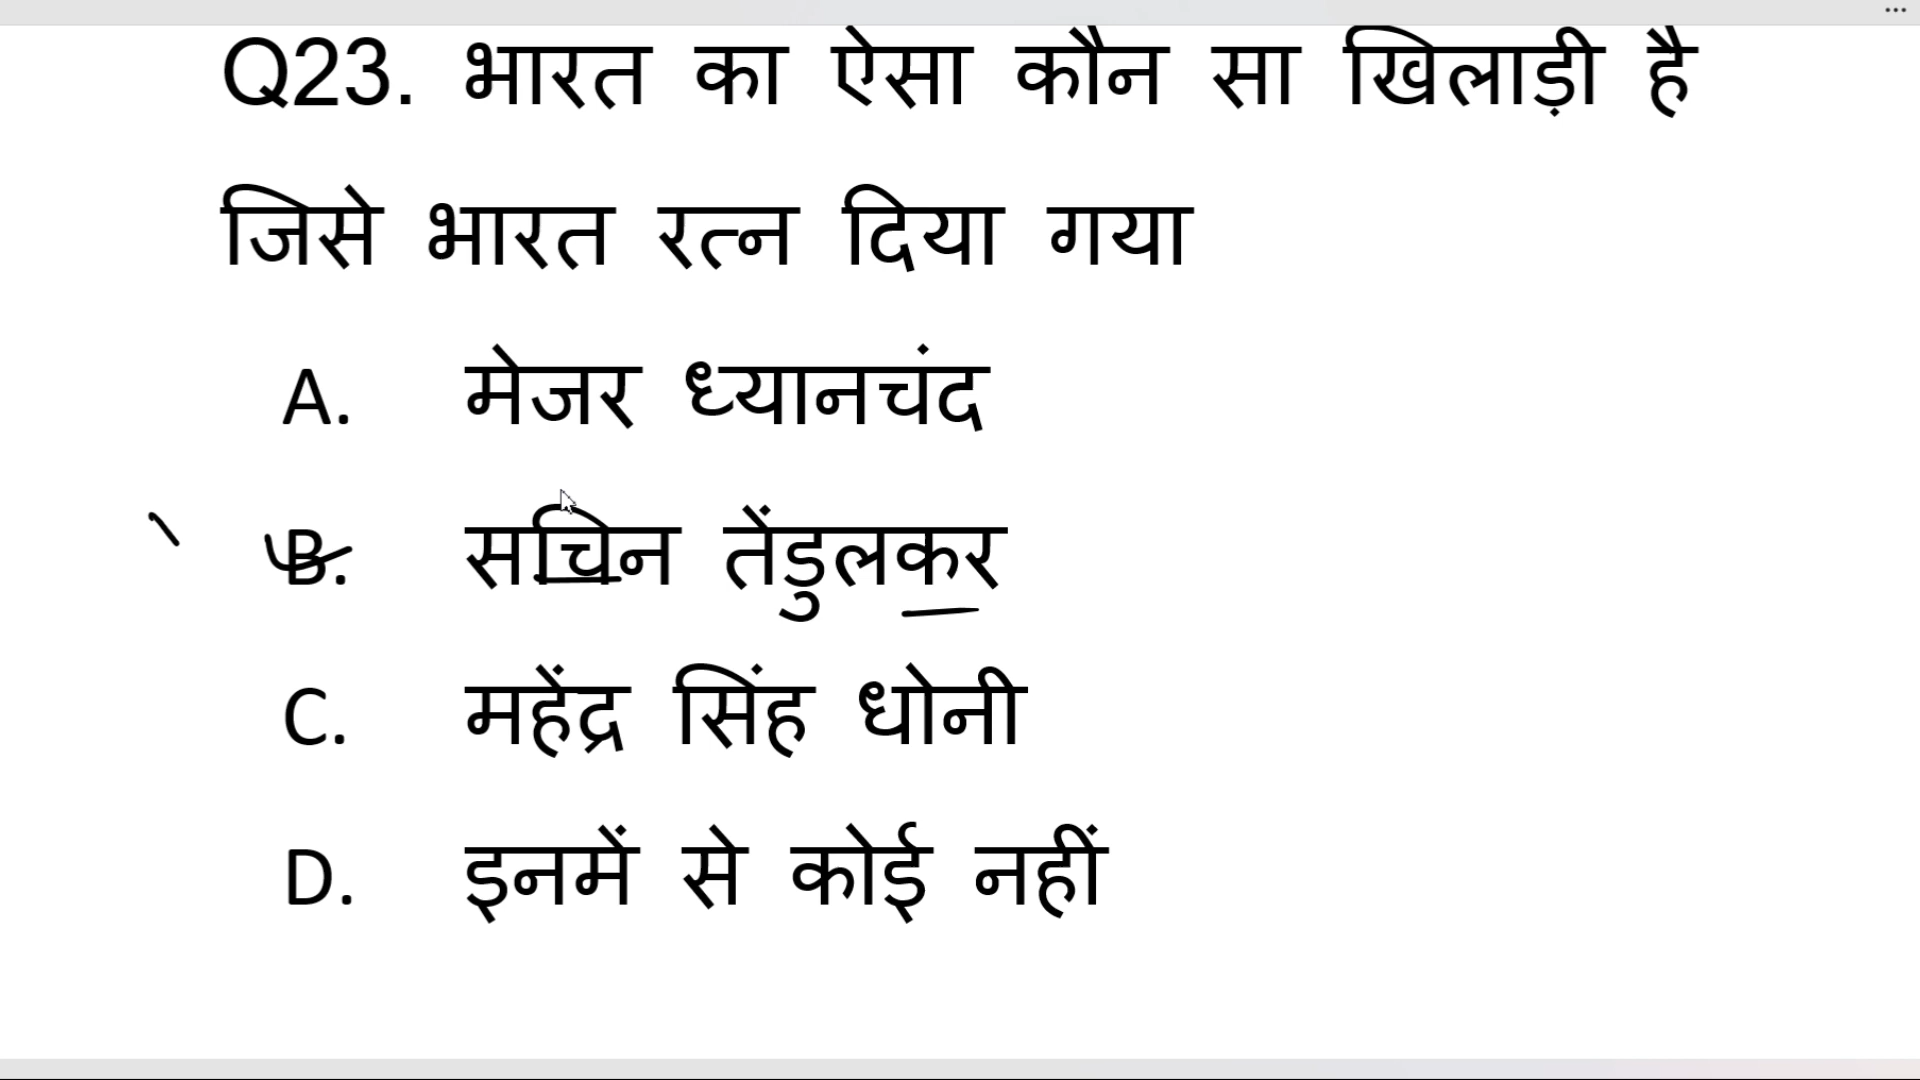 Q23. भारत का ऐसा कौन सा खिलाड़ी है
जिसे भारत रत्न दिया गया
A. मेजर ध्यानचंद
B. सचिन तेंडुलकर
C. महेंद्र सिंह धोनी
D. इनमें से कोई नहीं